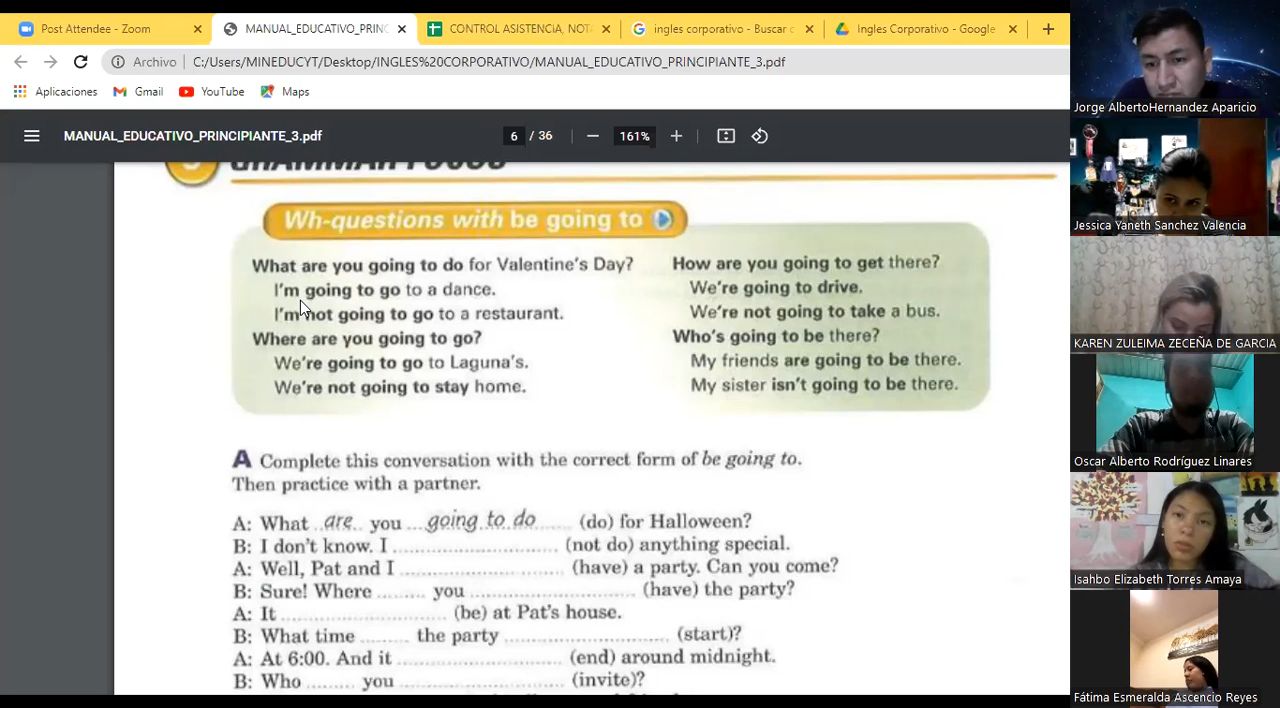 Post Attendee - Zoom
MANUAL_EDUCATIVO_PRINC
CONTROL ASISTENCIA, NOT
ingles corporativo - Buscar c
Ingles Corporativo - Google
Archivo
C:/Users/MINEDUCYT/Desktop/INGLES%20CORPORATIVO/MANUAL_EDUCATIVO_PRINCIPIANTE_3.pdf
Aplicaciones
Gmail
YouTube
Maps
MANUAL_EDUCATIVO_PRINCIPIANTE_3.pdf
6 / 36
161%
Wh-questions with be going to
What are you going to do for Valentine's Day?
I'm going to go to a dance.
I'm not going to go to a restaurant.
Where are you going to go?
We're going to go to Laguna's.
We're not going to stay home.
How are you going to get there?
We're going to drive.
We're not going to take a bus.
Who's going to be there?
My friends are going to be there.
My sister isn't going to be there.
A Complete this conversation with the correct form of be going to.
Then practice with a partner.
A: What are you going to do (do) for Halloween?
B: I don't know. I .................... (not do) anything special.
A: Well, Pat and I .................... (have) a party. Can you come?
B: Sure! Where ........ you .................... (have) the party?
A: It .................... (be) at Pat's house.
B: What time ........ the party .................... (start)?
A: At 6:00. And it .................... (end) around midnight.
B: Who ........ you .................... (invite)?
Jorge AlbertoHernandez Aparicio
Jessica Yaneth Sanchez Valencia
KAREN ZULEIMA ZECEÑA DE GARCIA
Oscar Alberto Rodríguez Linares
Isahbo Elizabeth Torres Amaya
Fátima Esmeralda Ascencio Reyes